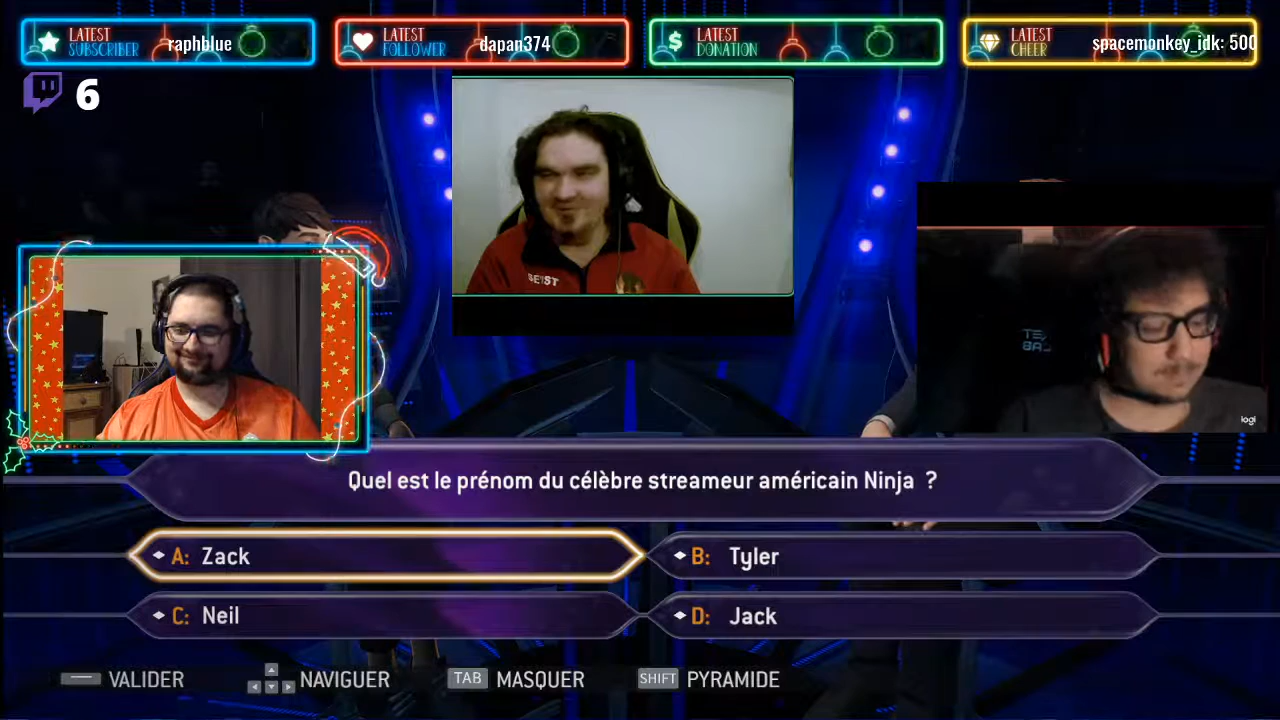 LATEST
SUBSCRIBER
raphblue
LATEST
FOLLOWER
dapan374
LATEST
DONATION
LATEST
CHEER
spacemonkey_idk: 500
6
logi
Quel est le prénom du célèbre streameur américain Ninja ?
A: Zack
B: Tyler
C: Neil
D: Jack
VALIDER
NAVIGUER
TAB MASQUER
SHIFT PYRAMIDE